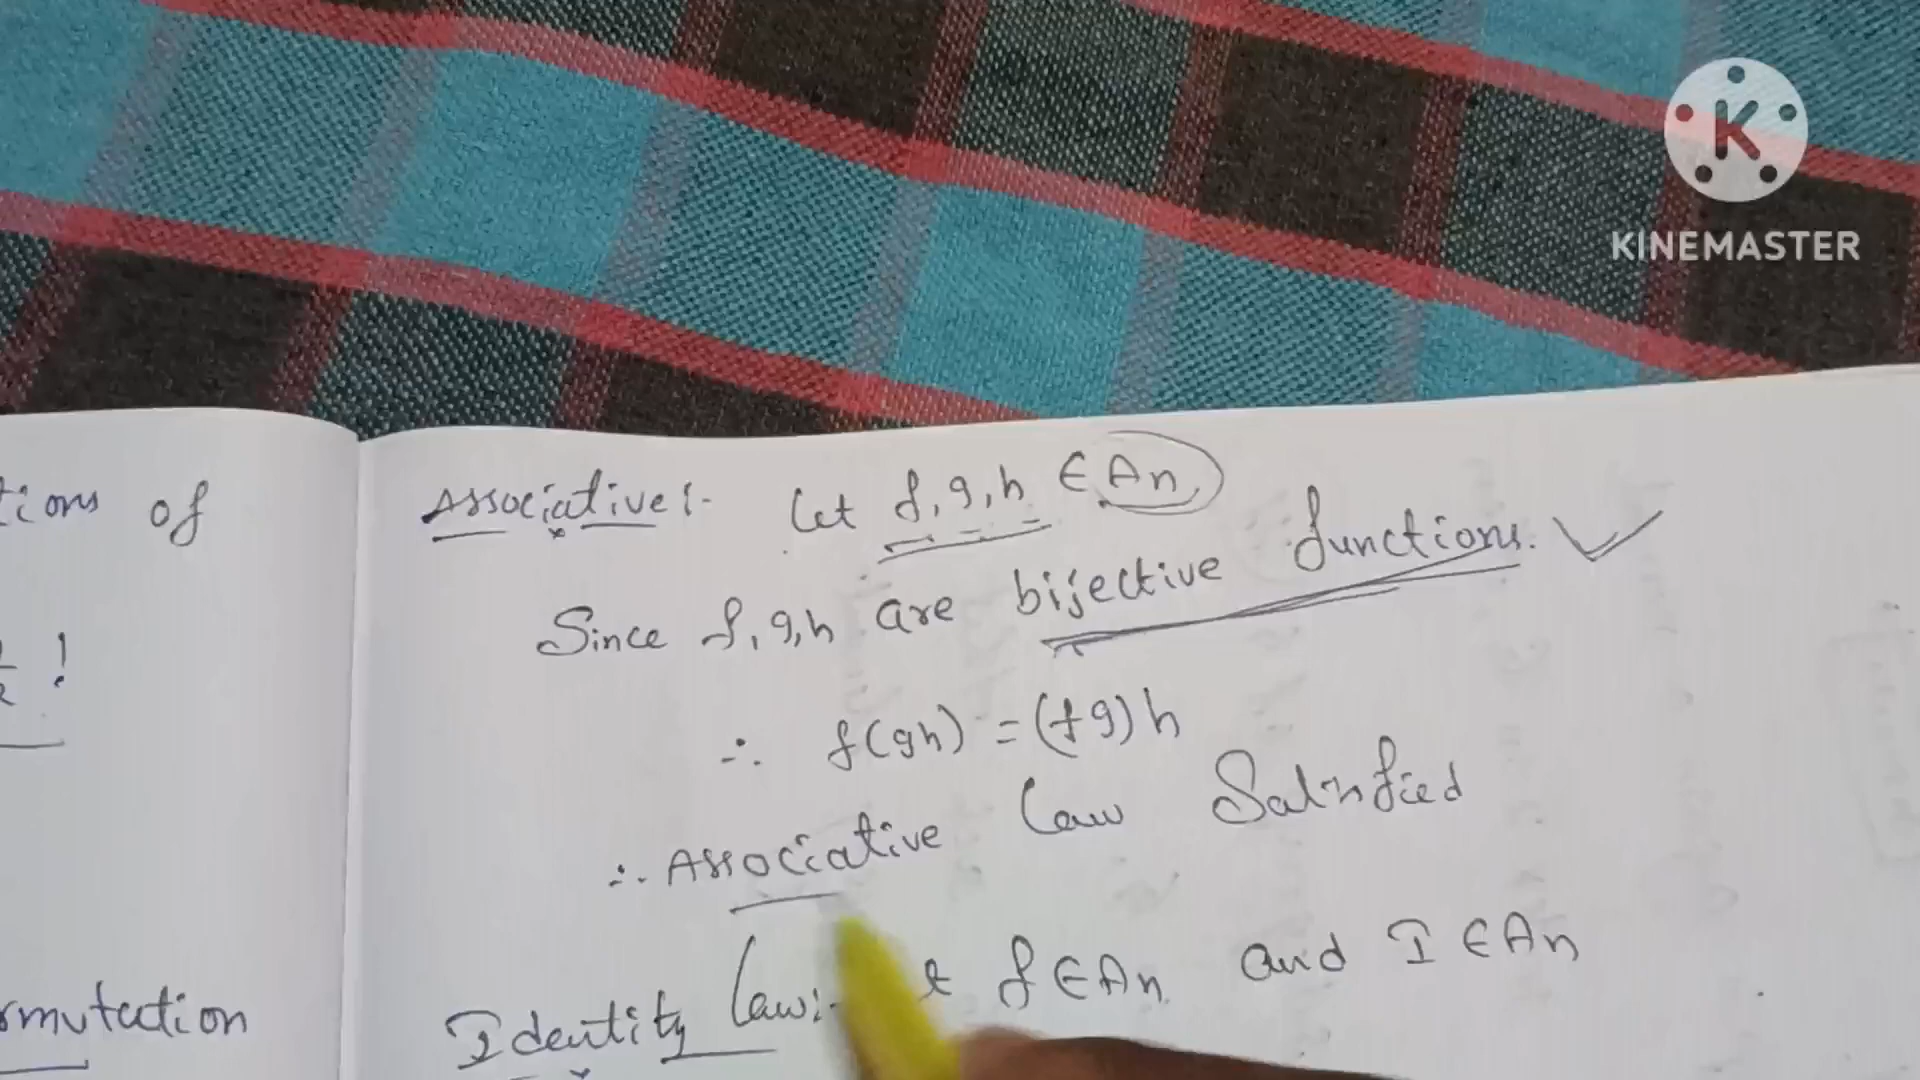 KINEMASTER
tions of
!
rmutation
Associative :- Let f, g, h ∈ An
Since f, g, h are bijective functions.
∴ f(gh) = (fg)h
∴ Associative law Satisfied
Identity law:- f ∈ An and I ∈ An